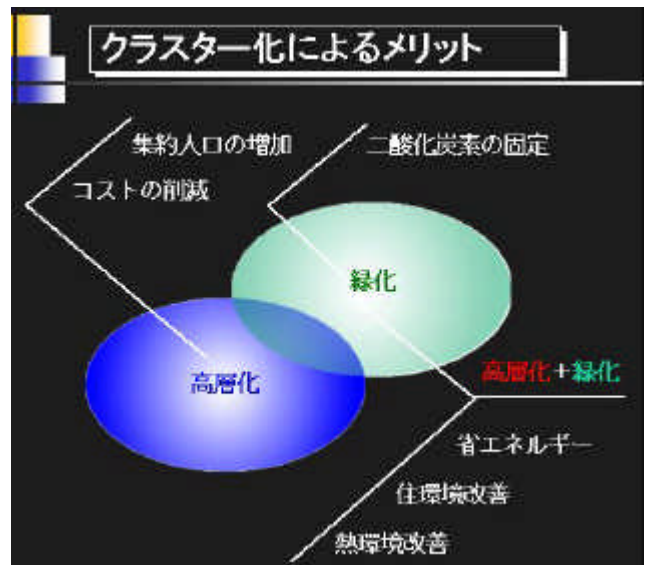 クラスター化によるメリット
集約人口の増加
コストの削減
二酸化炭素の固定
緑化
高層化
高層化+緑化
省エネルギー
住環境改善
熱環境改善